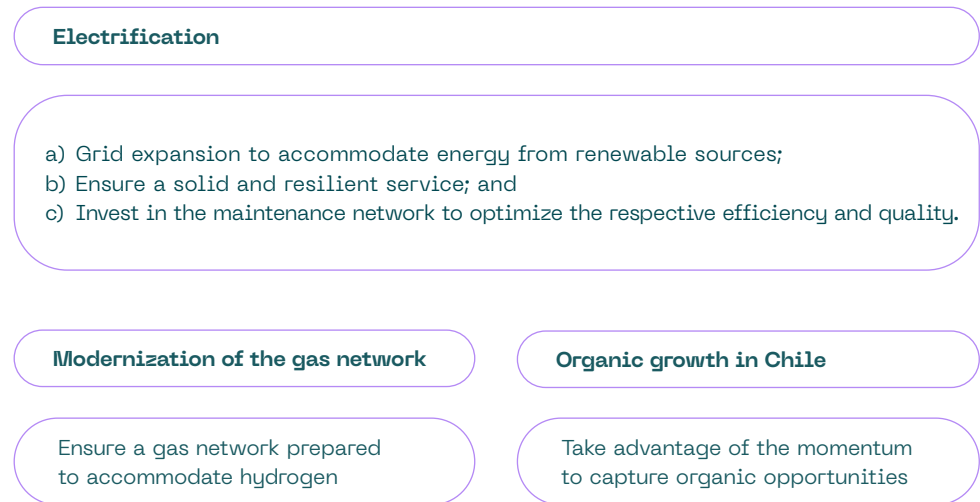 Electrification
a) Grid expansion to accommodate energy from renewable sources;
b) Ensure a solid and resilient service; and
c) Invest in the maintenance network to optimize the respective efficiency and quality.
Modernization of the gas network
Ensure a gas network prepared
to accommodate hydrogen
Organic growth in Chile
Take advantage of the momentum
to capture organic opportunities